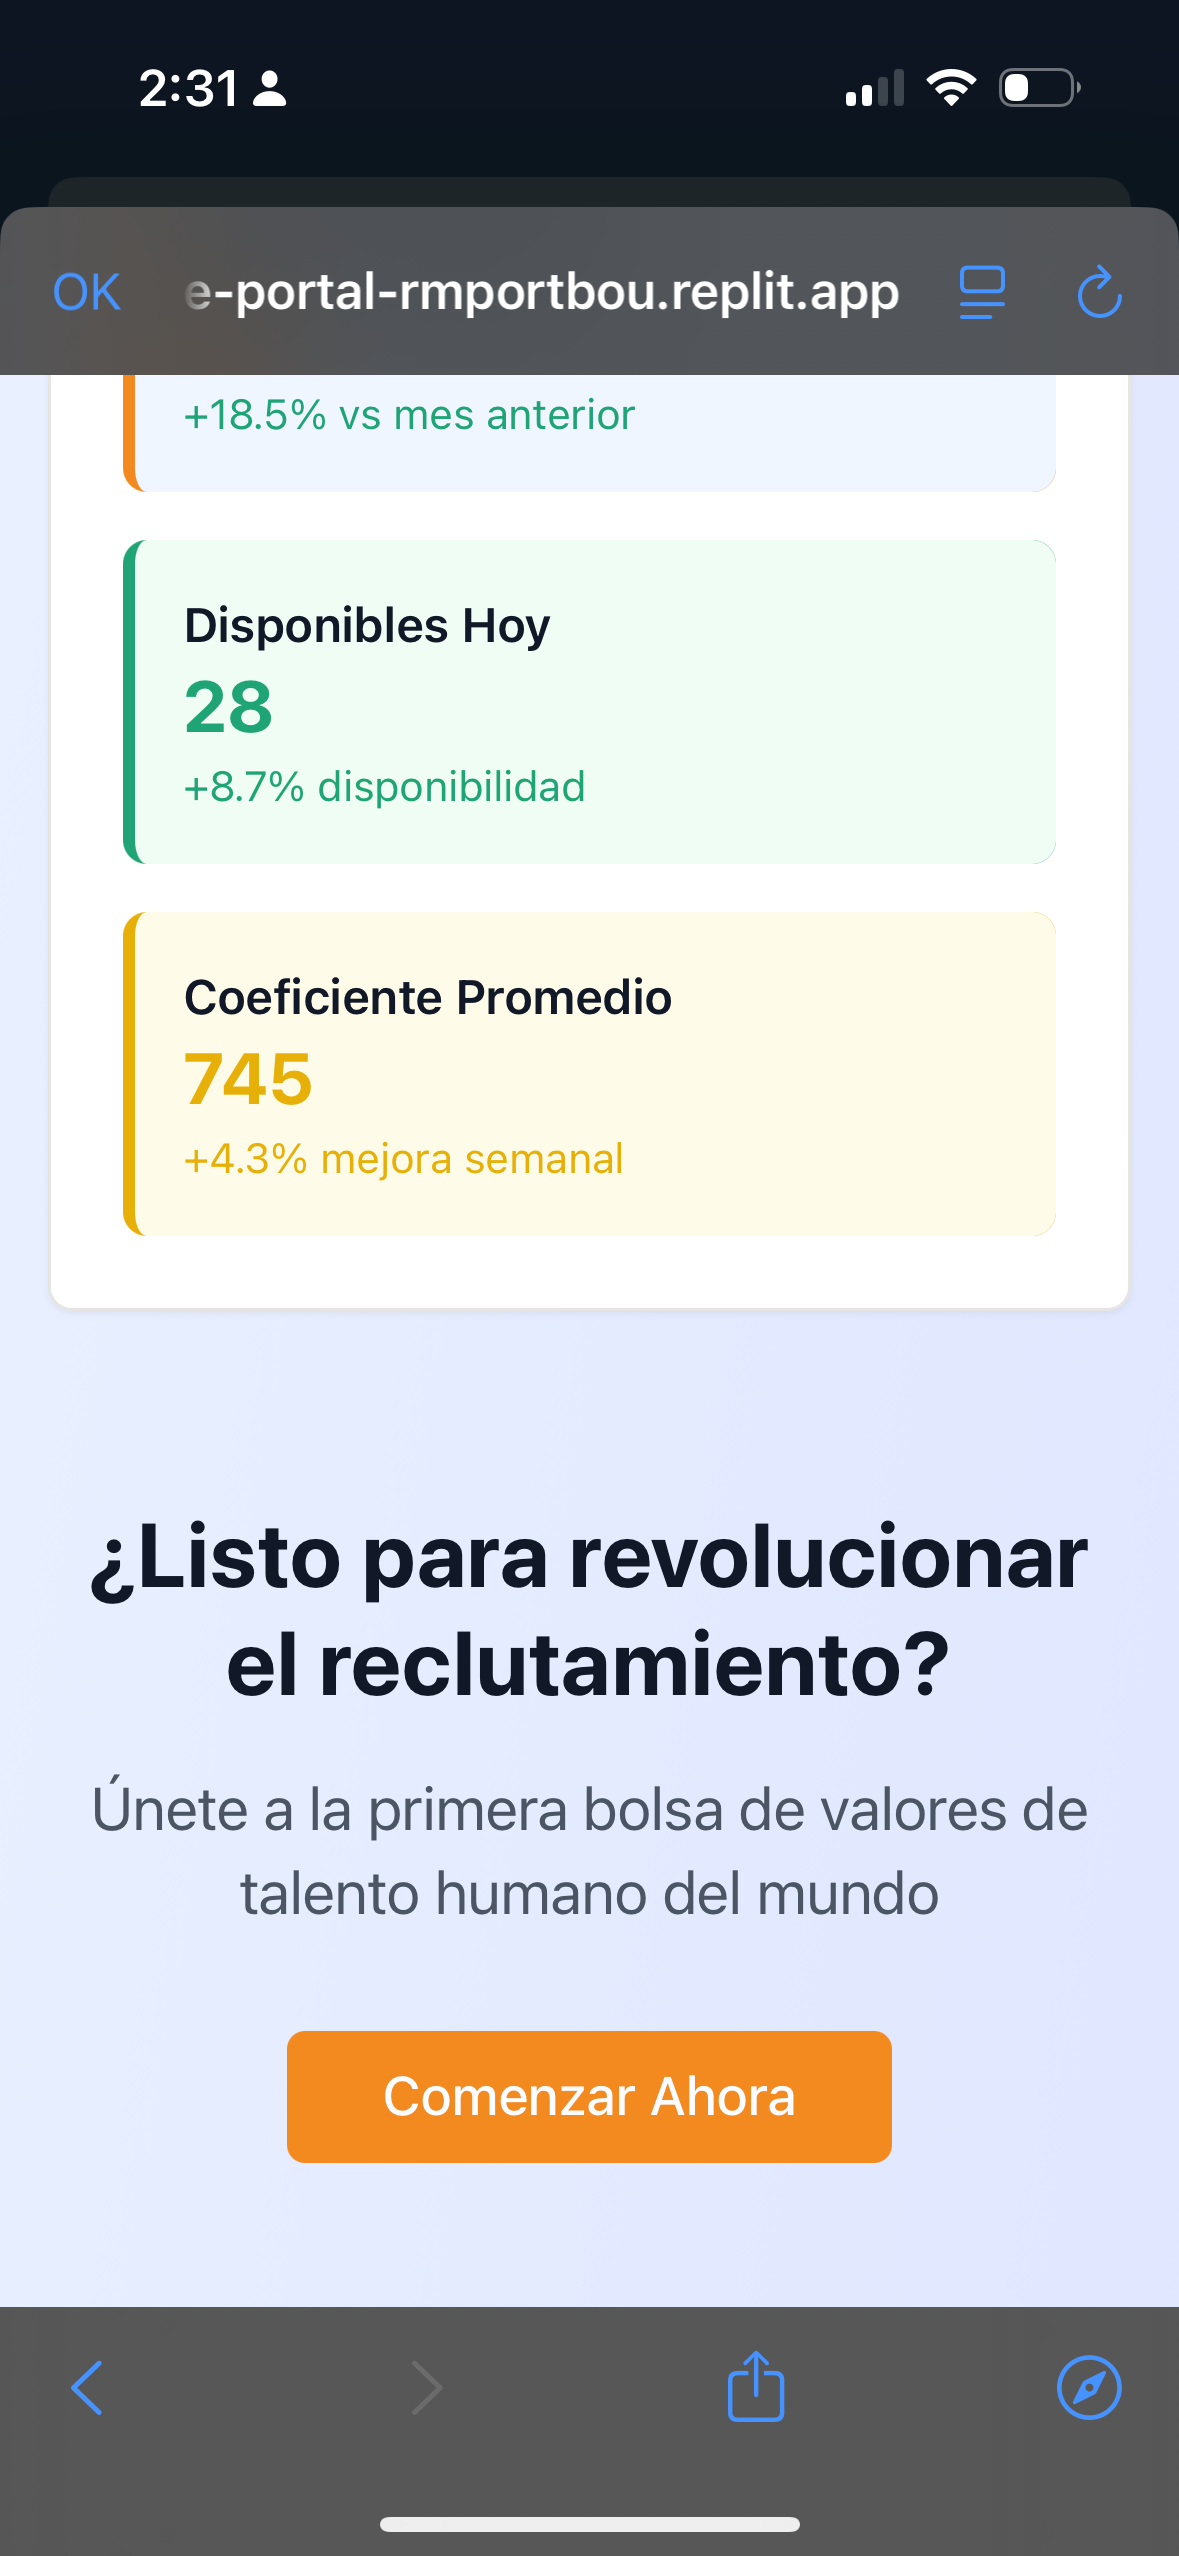 2:31
OK
e-portal-rmportbou.replit.app
+18.5% vs mes anterior
Disponibles Hoy
28
+8.7% disponibilidad
Coeficiente Promedio
745
+4.3% mejora semanal
¿Listo para revolucionar
el reclutamiento?
Únete a la primera bolsa de valores de
talento humano del mundo
Comenzar Ahora